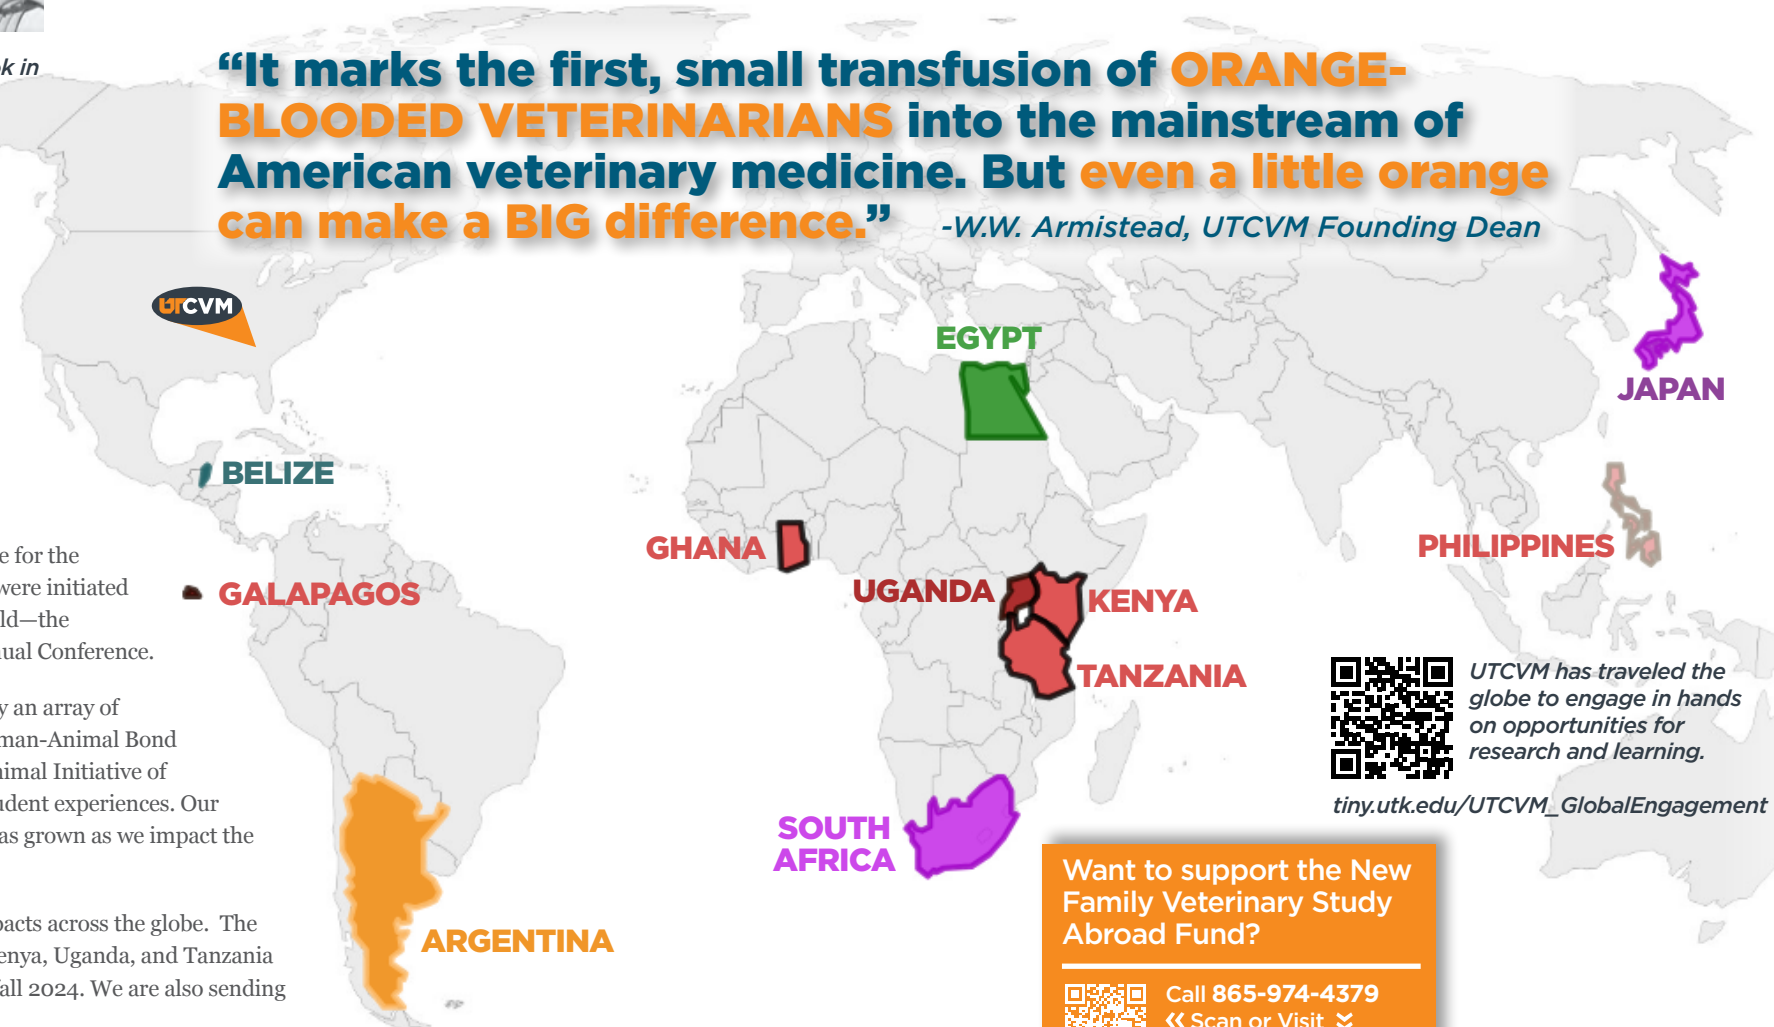 k in
“It marks the first, small transfusion of ORANGE-
BLOODED VETERINARIANS into the mainstream of
American veterinary medicine. But even a little orange
can make a BIG difference.” -W.W. Armistead, UTCVM Founding Dean
UTCVM
EGYPT
JAPAN
BELIZE
GHANA
PHILIPPINES
GALAPAGOS
UGANDA
KENYA
TANZANIA
SOUTH
AFRICA
ARGENTINA
e for the
were initiated
ld—the
nual Conference.
y an array of
man-Animal Bond
nimal Initiative of
udent experiences. Our
as grown as we impact the
pacts across the globe.  The
enya, Uganda, and Tanzania
fall 2024. We are also sending
UTCVM has traveled the
globe to engage in hands
on opportunities for
research and learning.
tiny.utk.edu/UTCVM_GlobalEngagement
Want to support the New
Family Veterinary Study
Abroad Fund?
Call 865-974-4379
« Scan or Visit